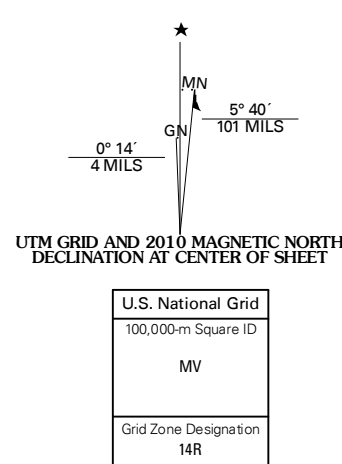 ★
MN
5° 40´
101 MILS
GN
0° 14´
4 MILS
UTM GRID AND 2010 MAGNETIC NORTH
DECLINATION AT CENTER OF SHEET
U.S. National Grid
100,000-m Square ID
MV
Grid Zone Designation
14R